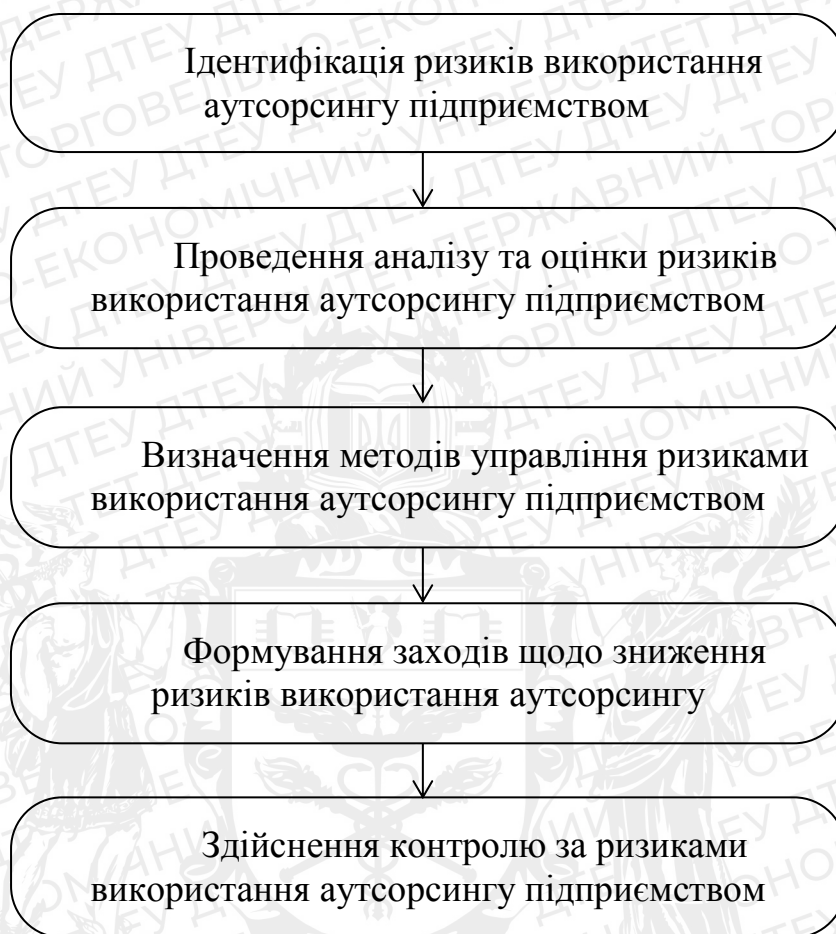 Ідентифікація ризиків використання
аутсорсингу підприємством
Проведення аналізу та оцінки ризиків
використання аутсорсингу підприємством
Визначення методів управління ризиками
використання аутсорсингу підприємством
Формування заходів щодо зниження
ризиків використання аутсорсингу
Здійснення контролю за ризиками
використання аутсорсингу підприємством